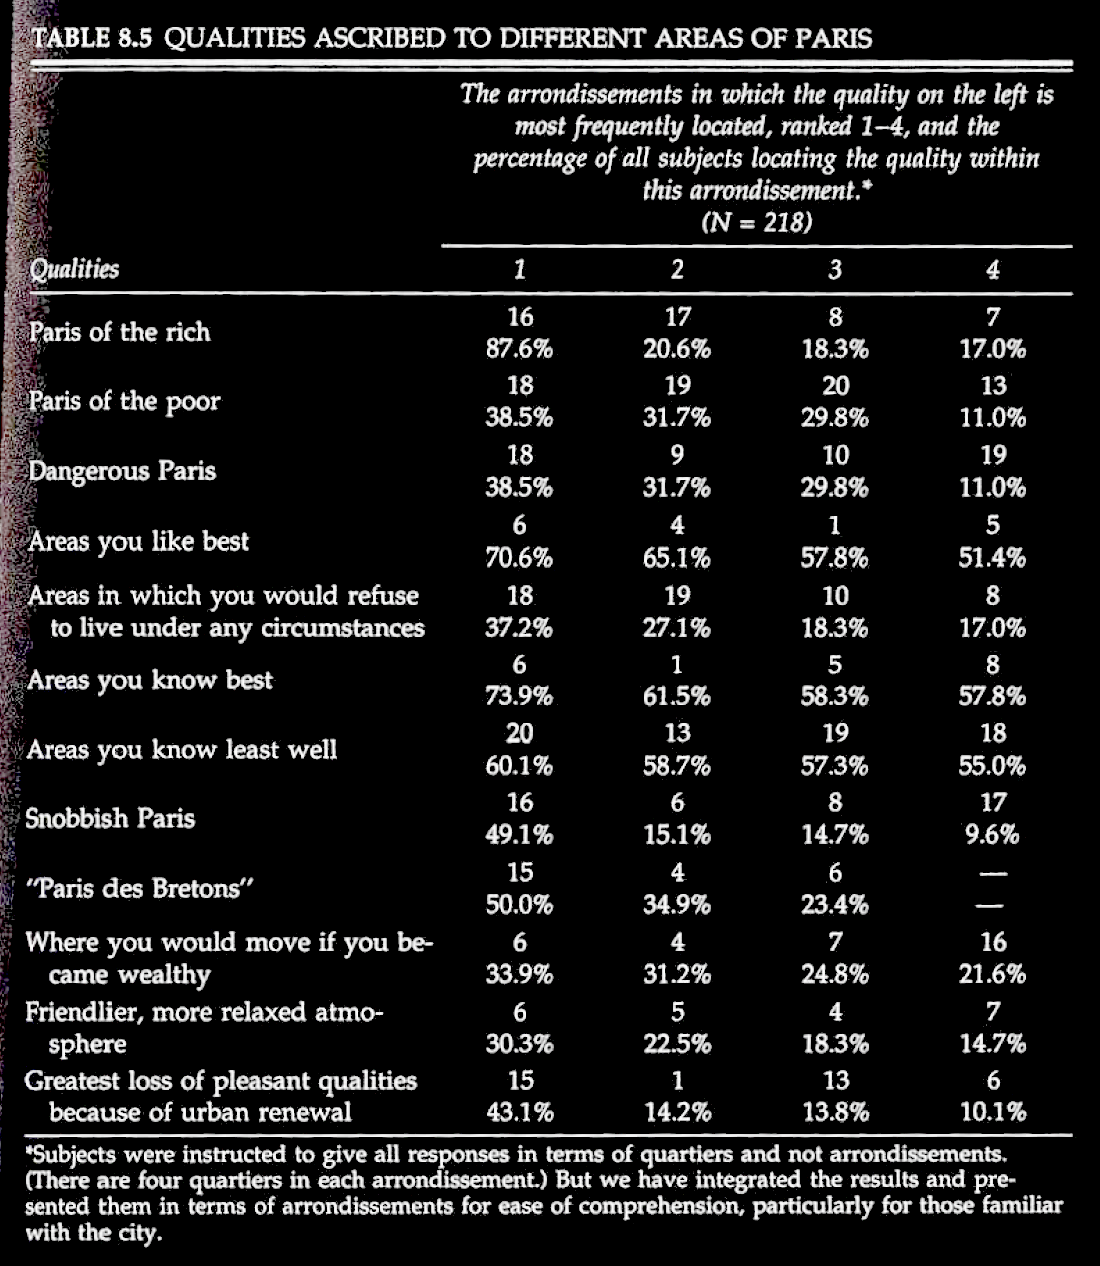 TABLE 8.5 QUALITIES ASCRIBED TO DIFFERENT AREAS OF PARIS
The arrondissements in which the quality on the left is
most frequently located, ranked 1–4, and the
percentage of all subjects locating the quality within
this arrondissement.*
(N = 218)
Qualities 1 2 3 4
Paris of the rich
16 17 8 7
87.6% 20.6% 18.3% 17.0%
Paris of the poor
18 19 20 13
38.5% 31.7% 29.8% 11.0%
Dangerous Paris
18 9 10 19
38.5% 31.7% 29.8% 11.0%
Areas you like best
6 4 1 5
70.6% 65.1% 57.8% 51.4%
Areas in which you would refuse 18 19 10 8
to live under any circumstances 37.2% 27.1% 18.3% 17.0%
Areas you know best
6 1 5 8
73.9% 61.5% 58.3% 57.8%
Areas you know least well
20 13 19 18
60.1% 58.7% 57.3% 55.0%
Snobbish Paris
16 6 8 17
49.1% 15.1% 14.7% 9.6%
"Paris des Bretons"
15 4 6 —
50.0% 34.9% 23.4% —
Where you would move if you be- 6 4 7 16
came wealthy 33.9% 31.2% 24.8% 21.6%
Friendlier, more relaxed atmo- 6 5 4 7
sphere 30.3% 22.5% 18.3% 14.7%
Greatest loss of pleasant qualities 15 1 13 6
because of urban renewal 43.1% 14.2% 13.8% 10.1%
*Subjects were instructed to give all responses in terms of quartiers and not arrondissements.
(There are four quartiers in each arrondissement.) But we have integrated the results and pre-
sented them in terms of arrondissements for ease of comprehension, particularly for those familiar
with the city.